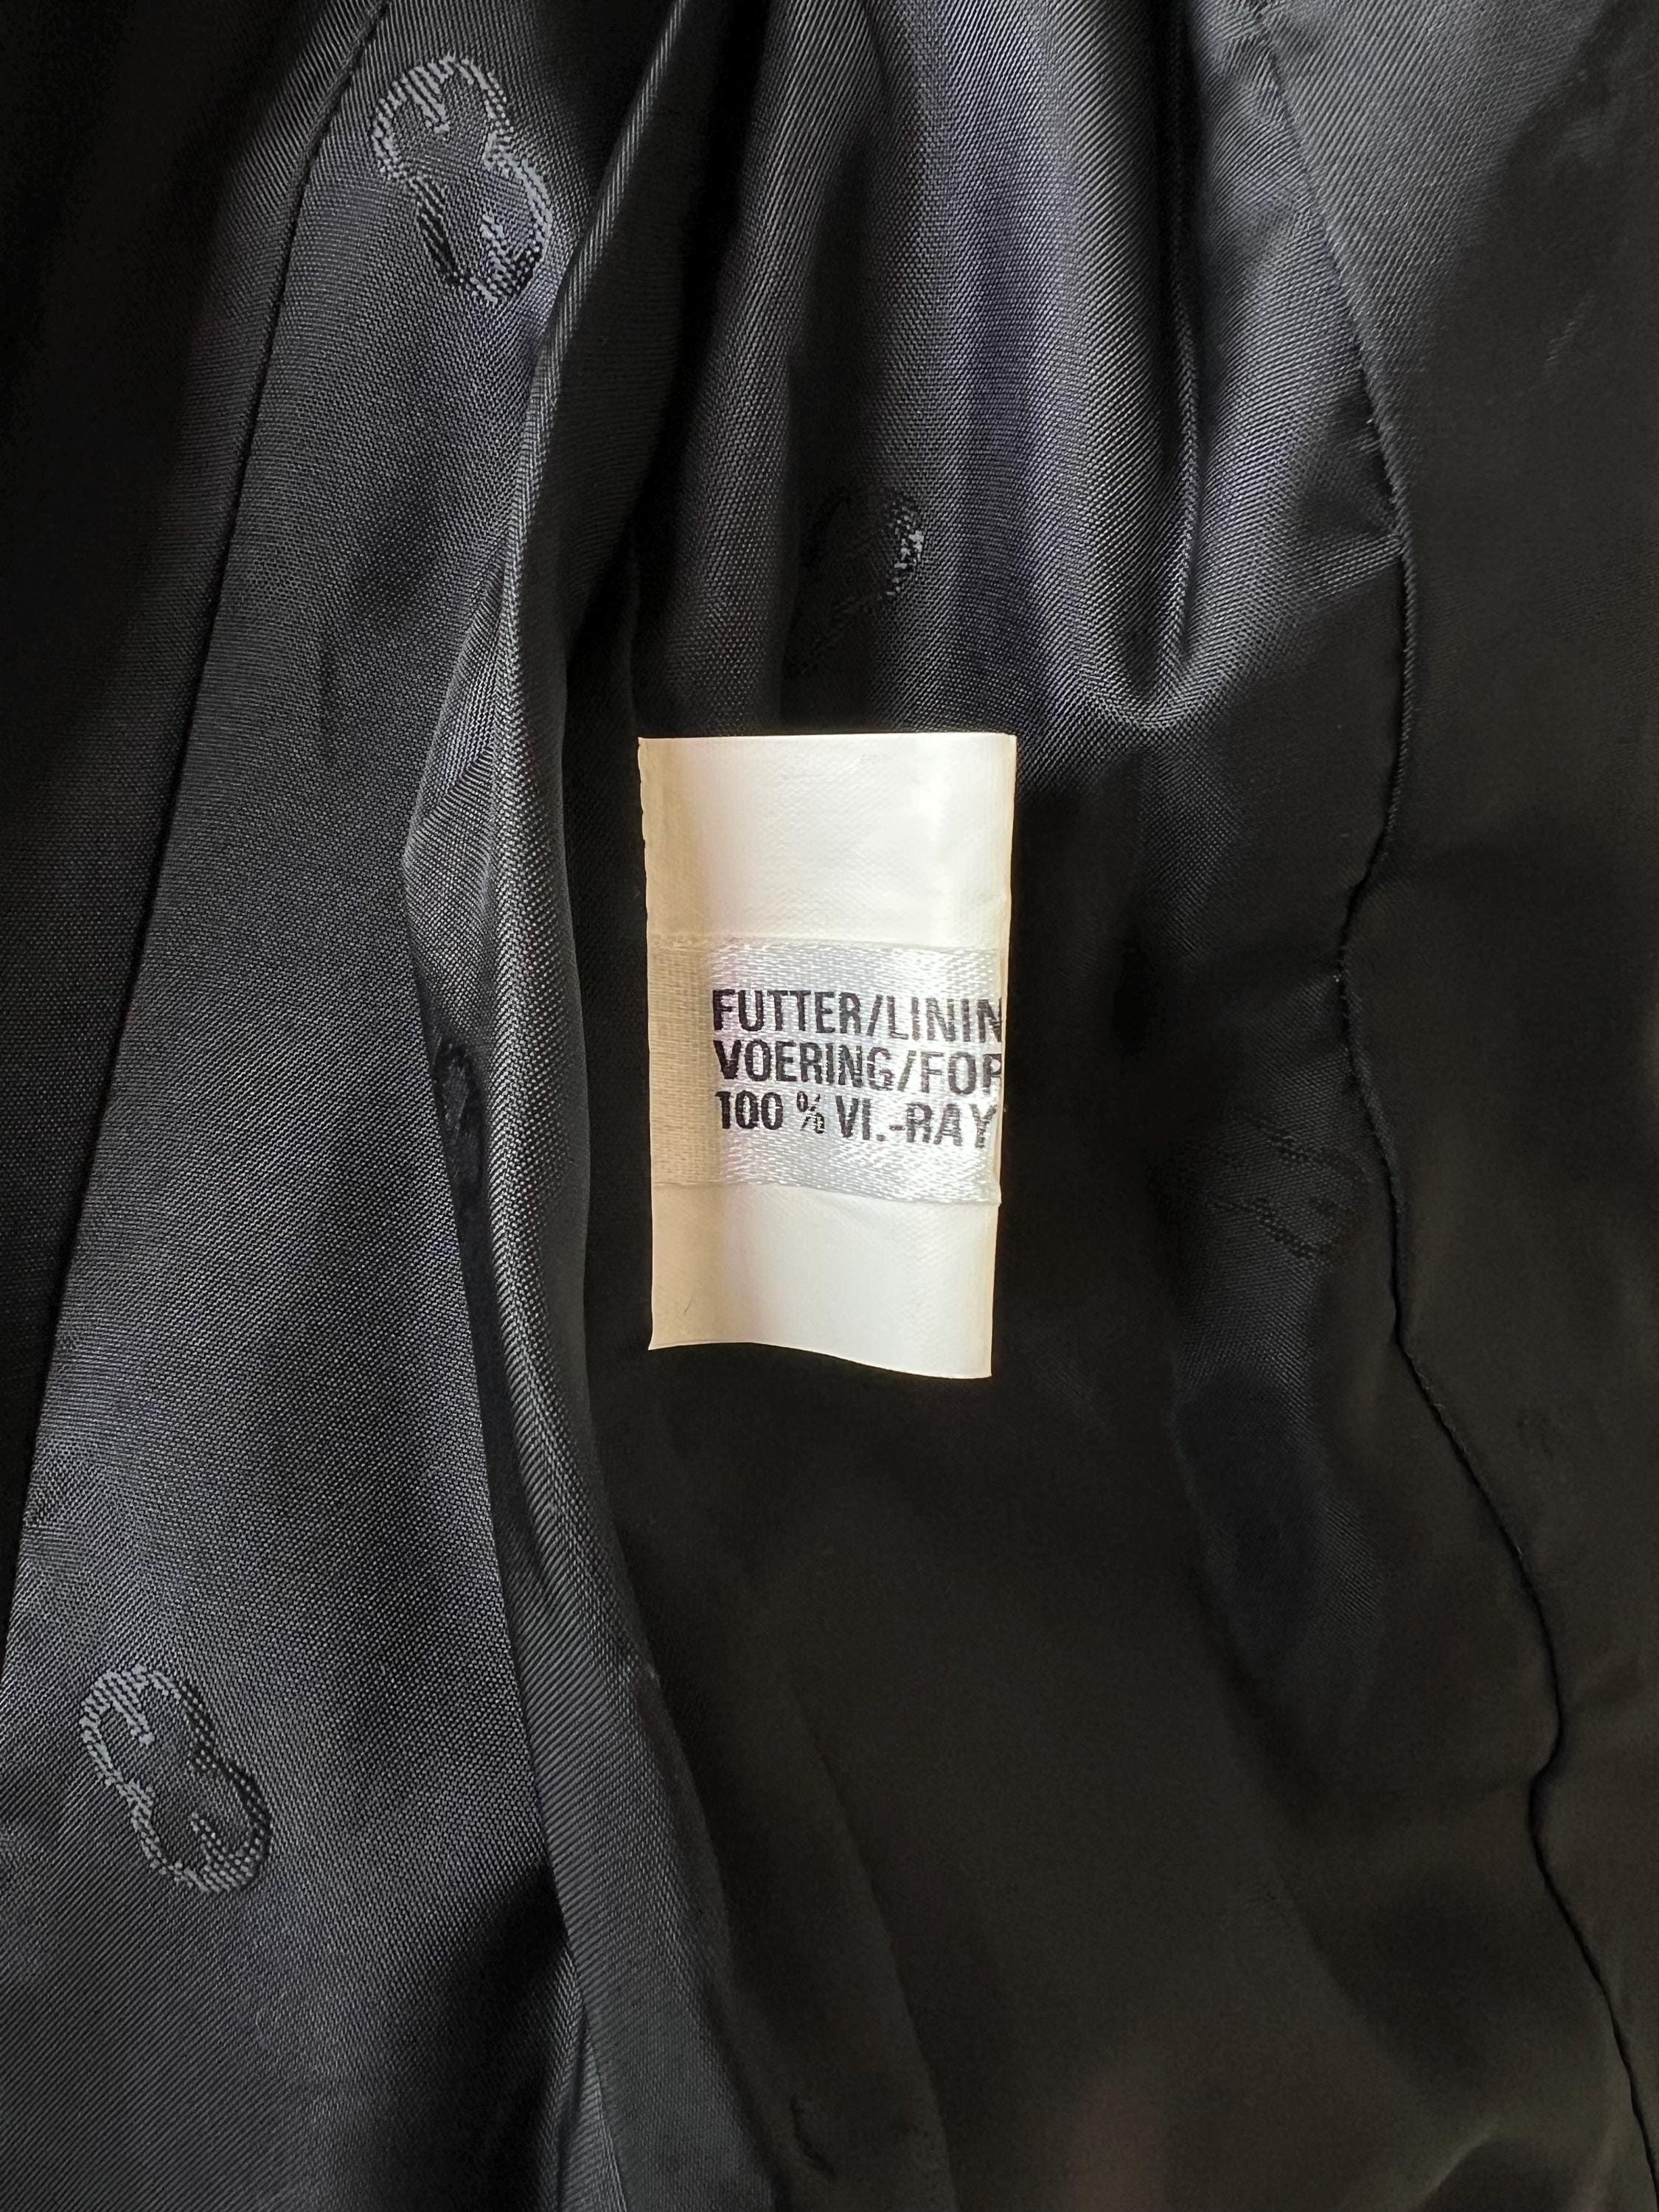 FUTTER/LININ
VOERING/FOR
100 % VI.-RAY